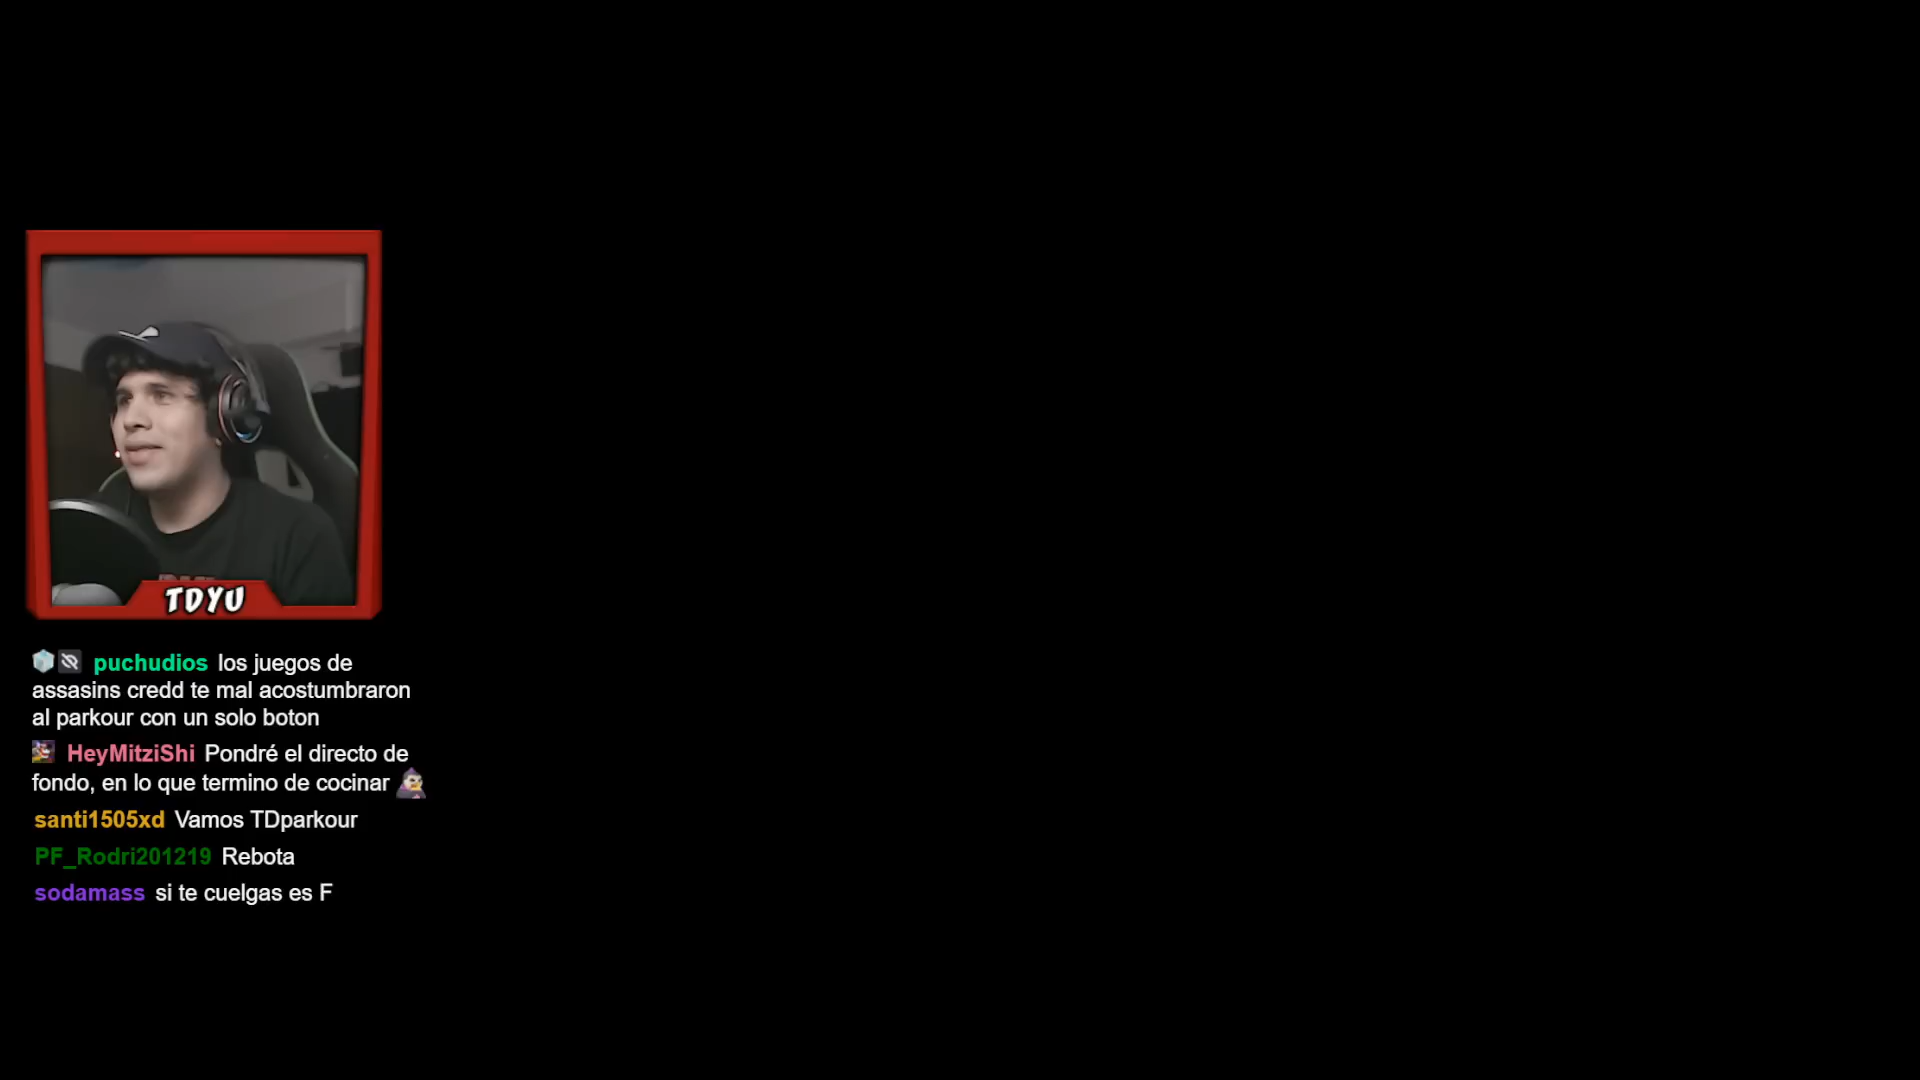 TDYU
puchudios los juegos de
assasins credd te mal acostumbraron
al parkour con un solo boton
HeyMitziShi Pondré el directo de
fondo, en lo que termino de cocinar
santi1505xd Vamos TDparkour
PF_Rodri201219 Rebota
sodamass si te cuelgas es F